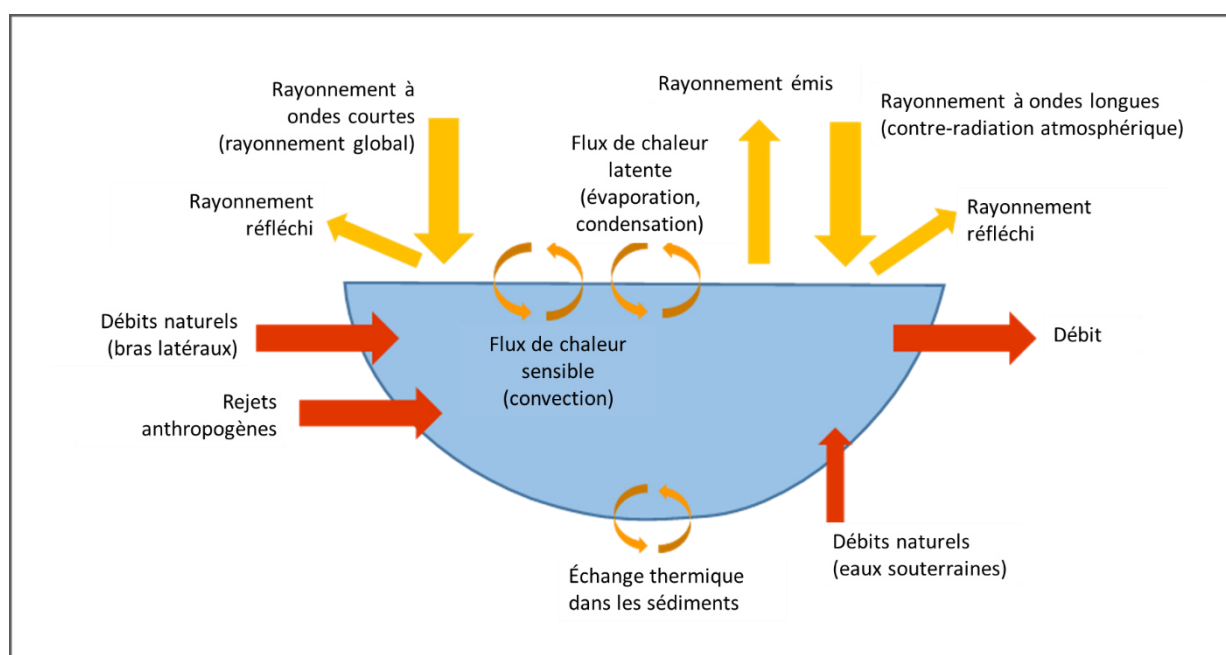 Rayonnement à
ondes courtes
(rayonnement global)
Rayonnement
réfléchi
Flux de chaleur
latente
(évaporation,
condensation)
Rayonnement émis
Rayonnement à ondes longues
(contre-radiation atmosphérique)
Rayonnement
réfléchi
Débits naturels
(bras latéraux)
Flux de chaleur
sensible
(convection)
Débit
Rejets
anthropogènes
Échange thermique
dans les sédiments
Débits naturels
(eaux souterraines)